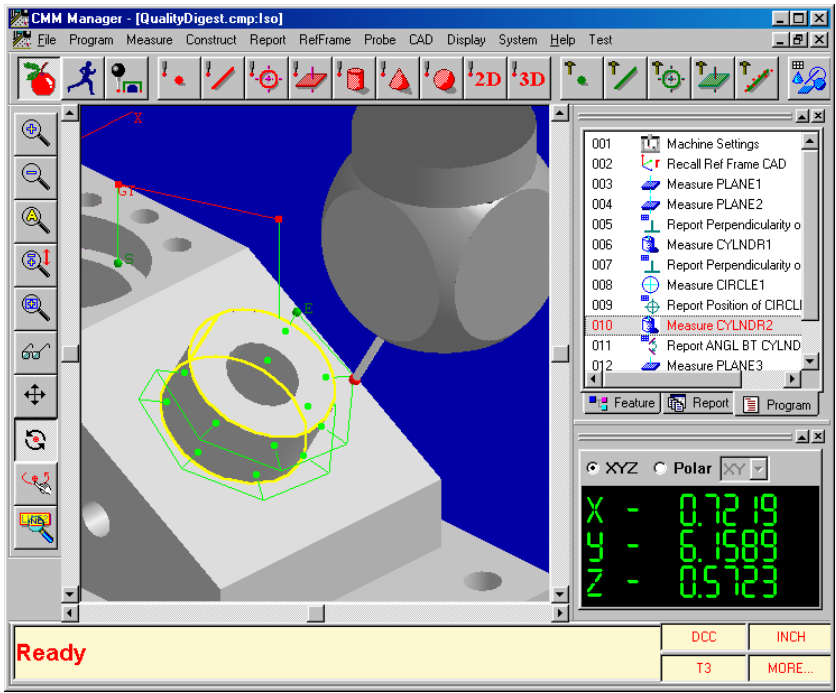 CMM Manager - [QualityDigest.cmp:Iso]
File Program Measure Construct Report RefFrame Probe CAD Display System Help Test
2D 3D
X
GT
S
E
A
INE
001 Machine Settings
002 Recall Ref Frame CAD
003 Measure PLANE1
004 Measure PLANE2
005 Report Perpendicularity o
006 Measure CYLNDR1
007 Report Perpendicularity o
008 Measure CIRCLE1
009 Report Position of CIRCLI
010 Measure CYLNDR2
011 Report ANGL BT CYLND
012 Measure PLANE3
Feature Report Program
XYZ Polar XY
X - 0.7219
Y - 6.1589
Z - 0.5723
Ready
DCC INCH
T3 MORE...